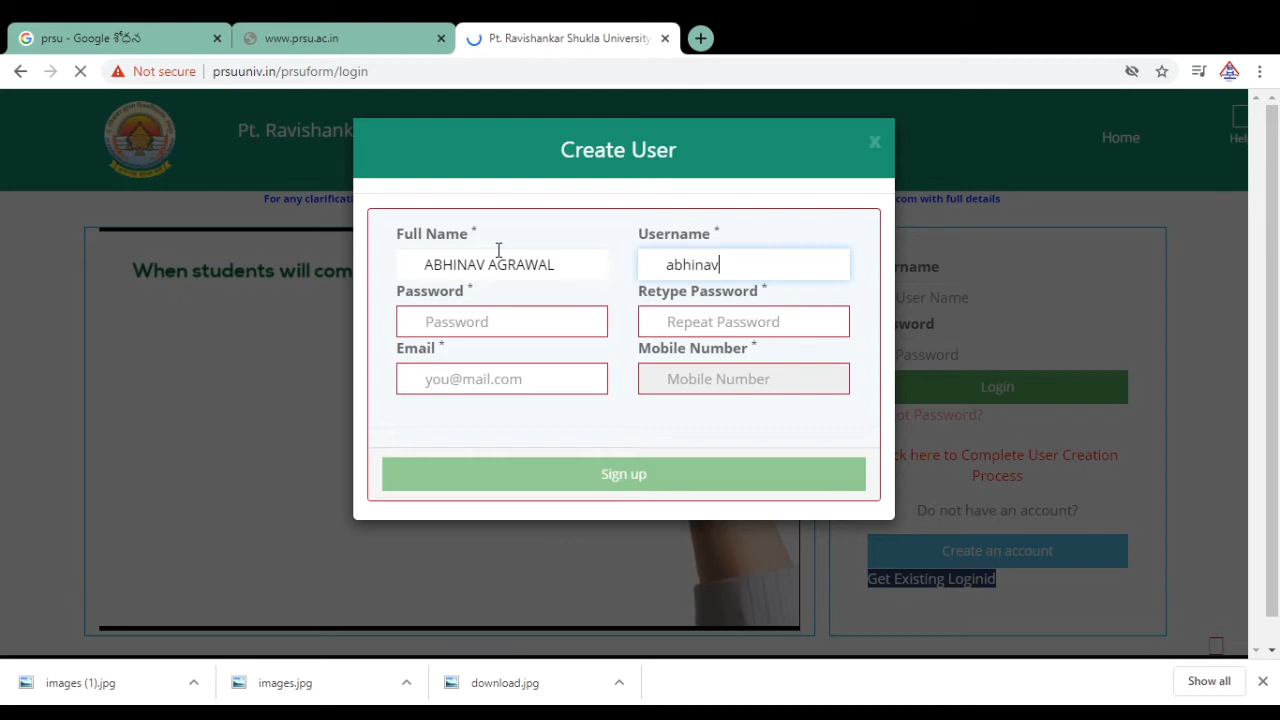 prsu - Google శోధన
www.prsu.ac.in
Pt. Ravishankar Shukla University
Not secure
prsuuniv.in/prsuform/login
Pt. Ravishank
Home
Hel
For any clarificati
com with full details
When students will com
Create User
x
Full Name *
Username *
ABHINAV AGRAWAL
abhinav
Password *
Retype Password *
Password
Repeat Password
Email *
Mobile Number *
you@mail.com
Mobile Number
Sign up
ername
User Name
sword
Password
Login
ot Password?
ck here to Complete User Creation
Process
Do not have an account?
Create an account
Get Existing Loginid
images (1).jpg
images.jpg
download.jpg
Show all